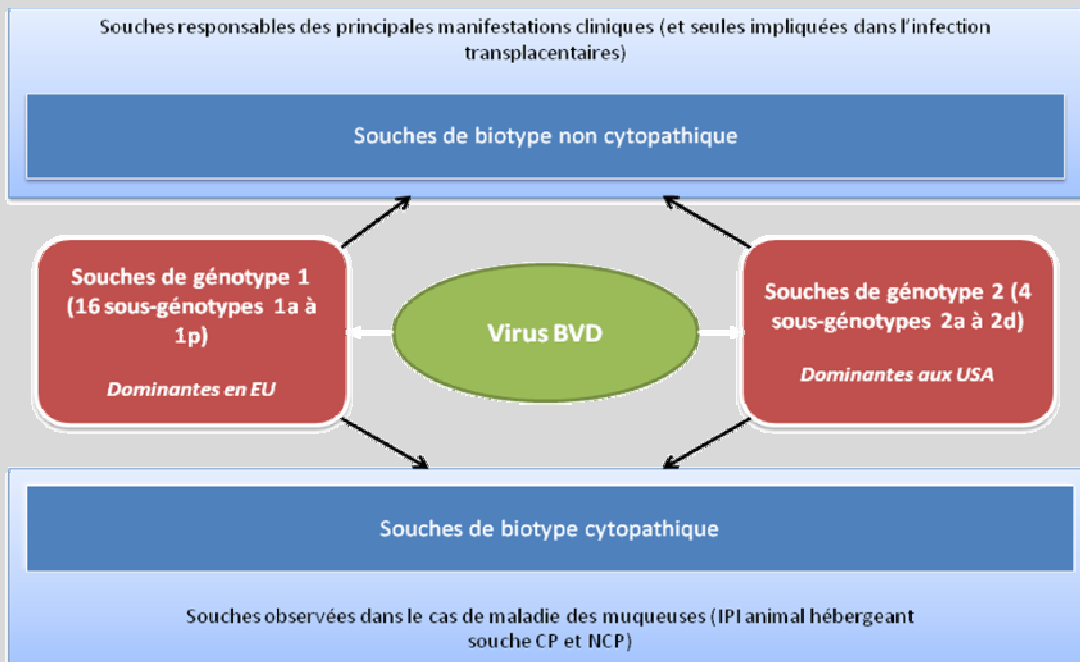 Souches responsables des principales manifestations cliniques (et seules impliquées dans l'infection
transplacentaires)
Souches de biotype non cytopathique
Souches de génotype 1
(16 sous-génotypes 1a à
1p)
Dominantes en EU
Virus BVD
Souches de génotype 2 (4
sous-génotypes 2a à 2d)
Dominantes aux USA
Souches de biotype cytopathique
Souches observées dans le cas de maladie des muqueuses (IPI animal hébergeant
souche CP et NCP)